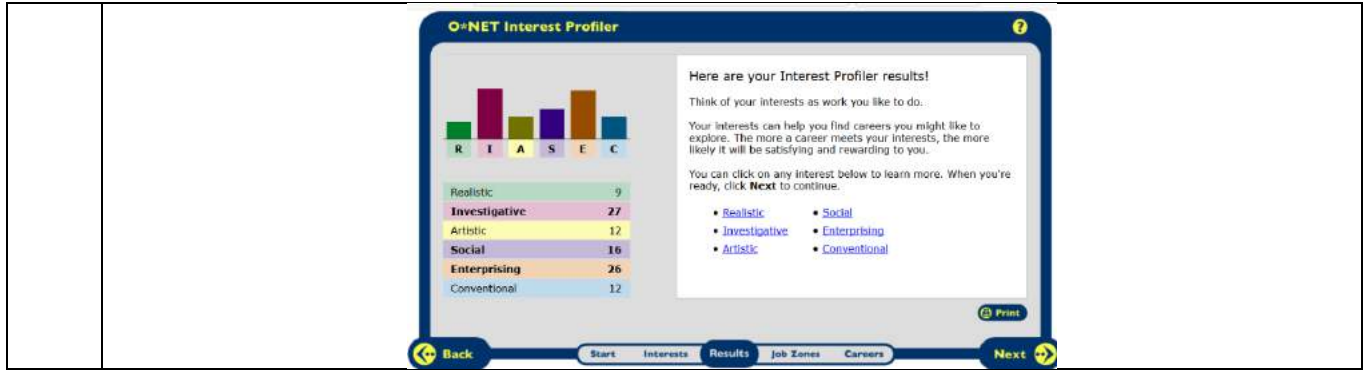 O*NET Interest Profiler
?
R I A S E C
Realistic 9
Investigative 27
Artistic 12
Social 16
Enterprising 26
Conventional 12
Here are your Interest Profiler results!
Think of your interests as work you like to do.
Your interests can help you find careers you might like to
explore. The more a career meets your interests, the more
likely it will be satisfying and rewarding to you.
You can click on any interest below to learn more. When you're
ready, click Next to continue.
• Realistic • Social
• Investigative • Enterprising
• Artistic • Conventional
Print
Back Start Interests Results Job Zones Careers Next